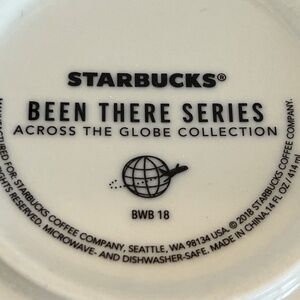 STARBUCKS®
BEEN THERE SERIES
ACROSS THE GLOBE COLLECTION
BWB 18
MANUFACTURED FOR: STARBUCKS COFFEE COMPANY, SEATTLE, WA 98134 USA. © 2018 STARBUCKS COFFEE COMPANY.
RIGHTS RESERVED. MICROWAVE- AND DISHWASHER-SAFE. MADE IN CHINA. 14 FL OZ / 414 ml